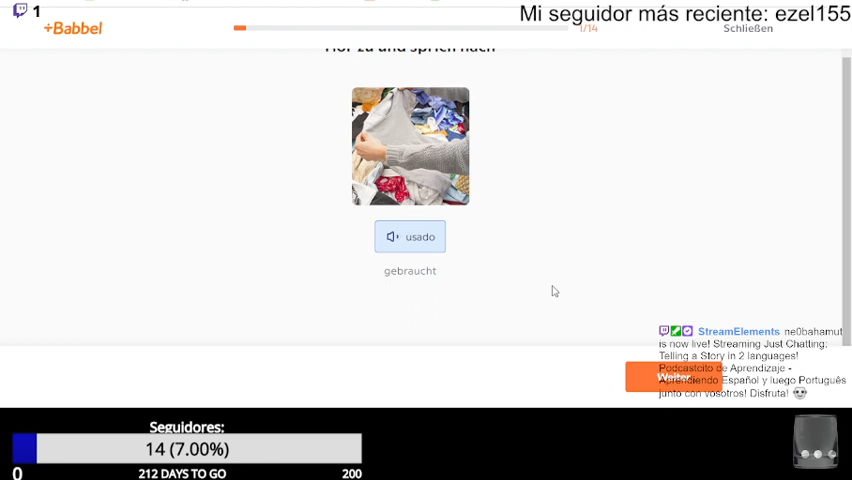 1
Mi seguidor más reciente: ezel155
+Babbel
1/14
Schließen
Hör zu und sprich nach
usado
gebraucht
StreamElements ne0bahamut
is now live! Streaming Just Chatting:
Telling a Story in 2 languages!
Podcastcito de Aprendizaje -
Aprendiendo Español y luego Português
junto con vosotros! Disfruta!
Weiter
Seguidores:
14 (7.00%)
0
212 DAYS TO GO
200